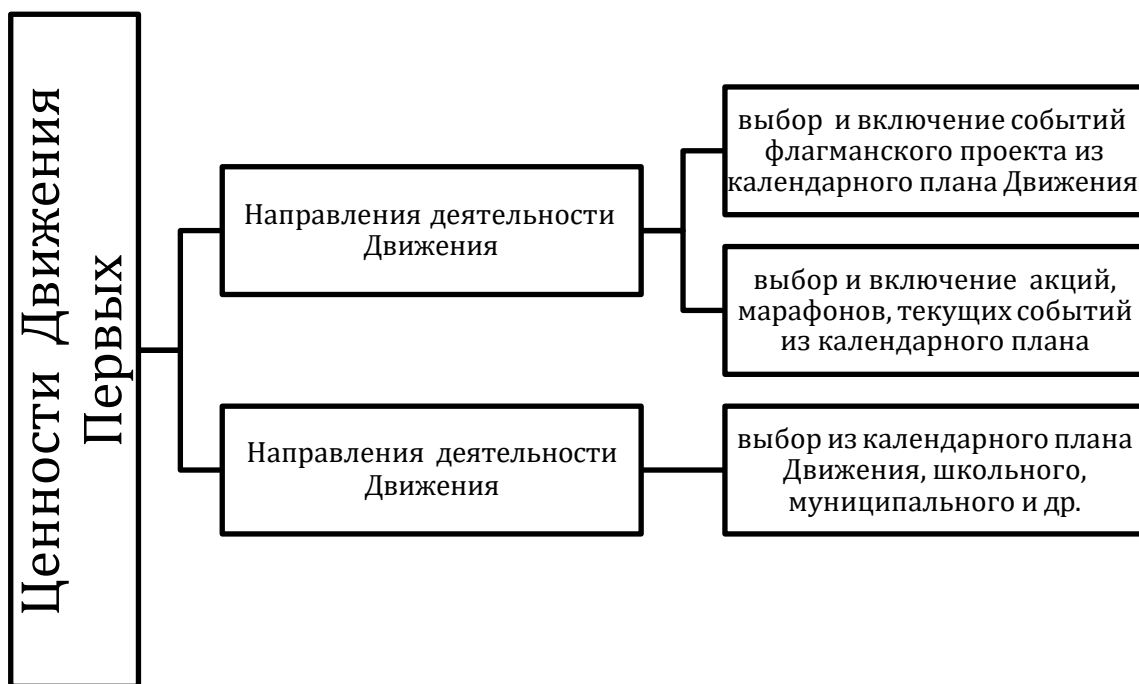 Ценности Движения
Первых
Направления деятельности
Движения
выбор и включение событий
флагманского проекта из
календарного плана Движения
выбор и включение акций,
марафонов, текущих событий
из календарного плана
Направления деятельности
Движения
выбор из календарного плана
Движения, школьного,
муниципального и др.